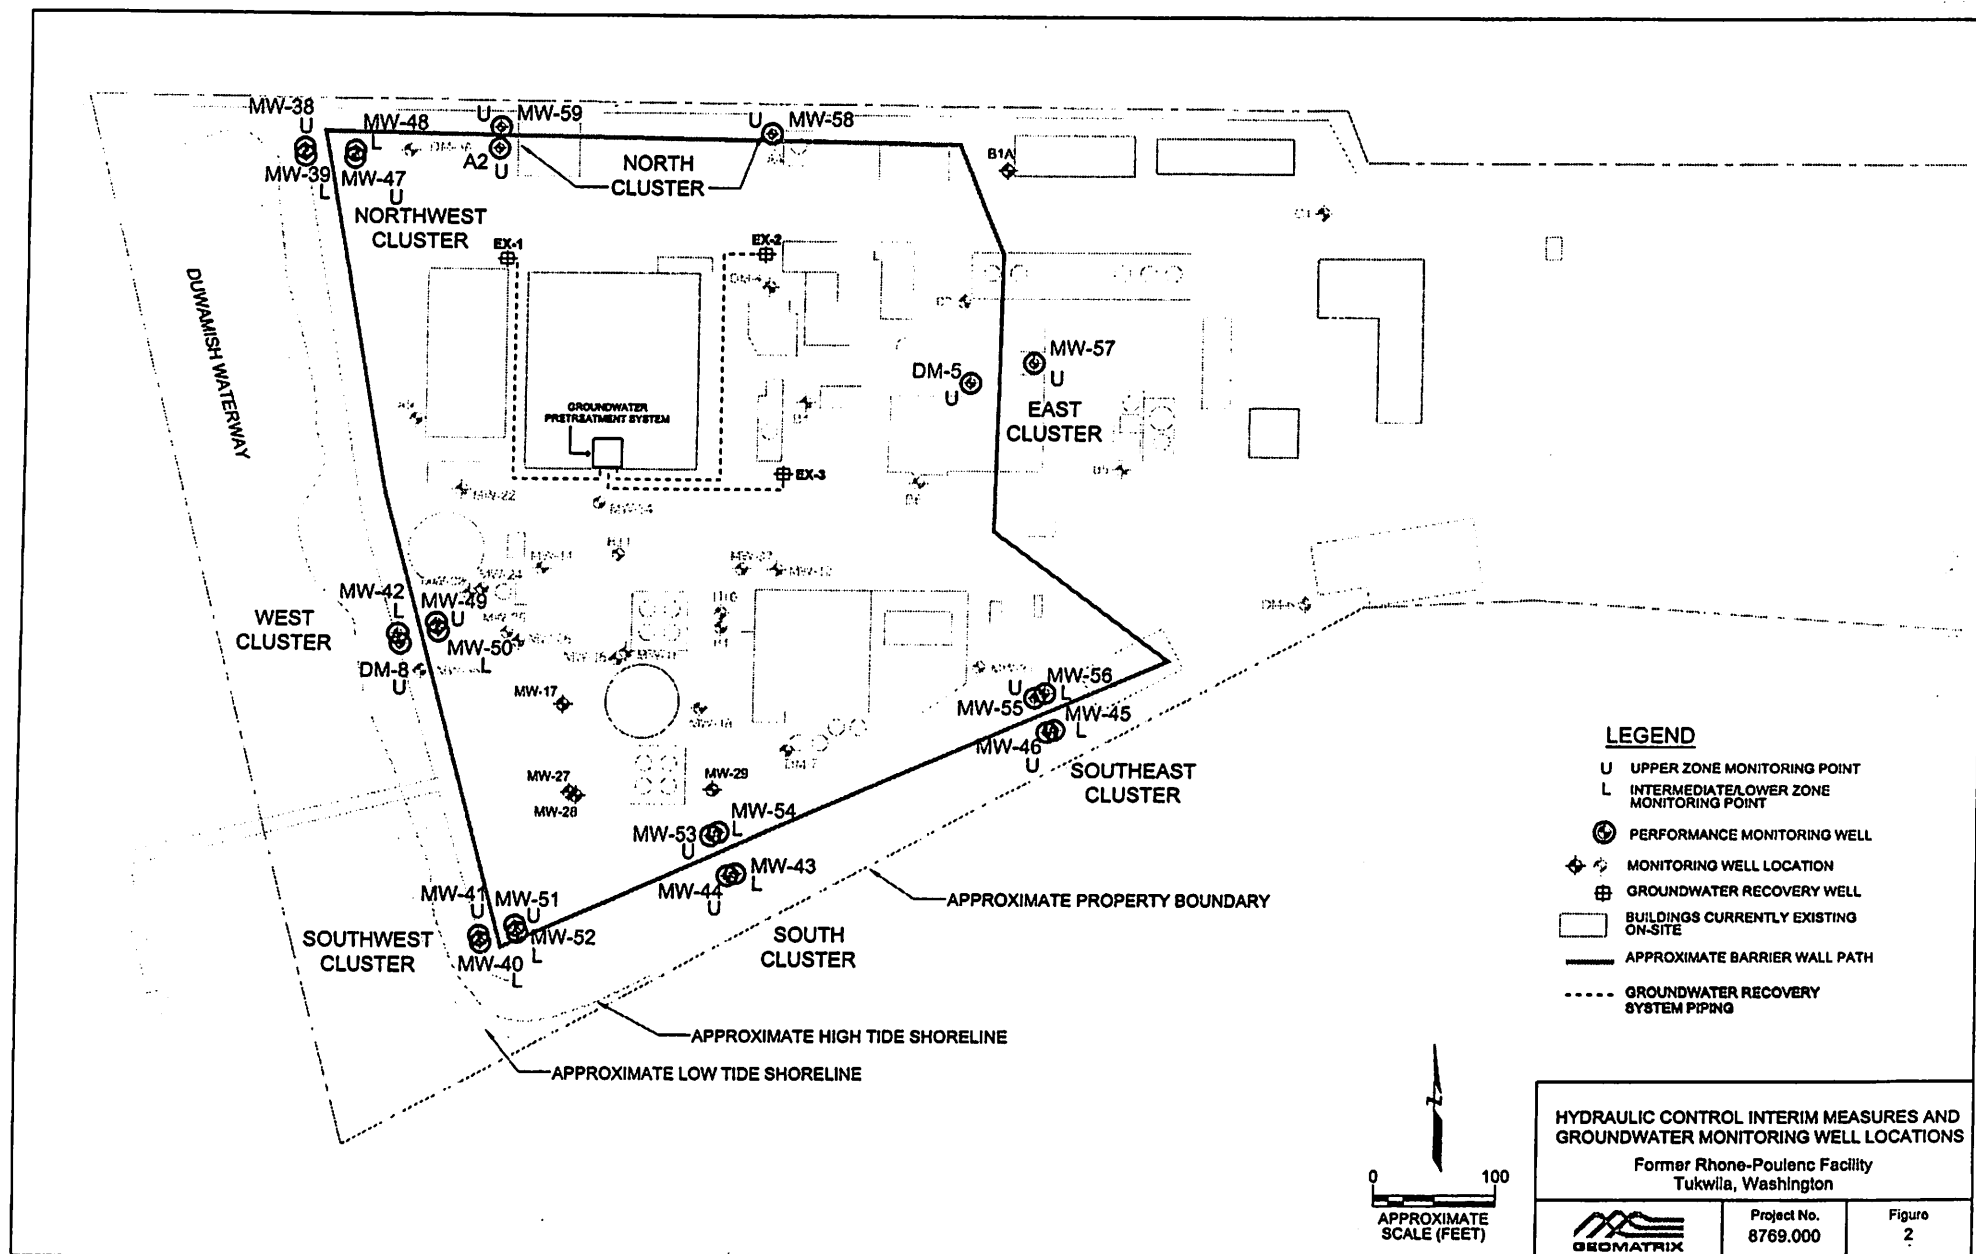 MW-38
U
MW-39
L
MW-48
L
MW-47
U
NORTHWEST
CLUSTER
U
MW-59
A2
U
NORTH
CLUSTER
U
MW-58
B1A
EX-1
EX-2
DUWAMISH WATERWAY
GROUNDWATER
PRETREATMENT SYSTEM
EX-3
DM-5
U
MW-57
U
EAST
CLUSTER
MW-22
MW-12
MW-42
L
MW-49
U
MW-50
L
DM-8
U
WEST
CLUSTER
MW-17
MW-27
MW-28
MW-29
DM-7
MW-56
L
U
MW-55
MW-45
L
MW-46
U
SOUTHEAST
CLUSTER
MW-54
L
MW-53
U
MW-43
L
MW-44
U
SOUTH
CLUSTER
MW-41
U
MW-51
U
MW-52
L
MW-40
L
SOUTHWEST
CLUSTER
APPROXIMATE PROPERTY BOUNDARY
APPROXIMATE HIGH TIDE SHORELINE
APPROXIMATE LOW TIDE SHORELINE
LEGEND
U UPPER ZONE MONITORING POINT
L INTERMEDIATE/LOWER ZONE
MONITORING POINT
PERFORMANCE MONITORING WELL
MONITORING WELL LOCATION
GROUNDWATER RECOVERY WELL
BUILDINGS CURRENTLY EXISTING
ON-SITE
APPROXIMATE BARRIER WALL PATH
GROUNDWATER RECOVERY
SYSTEM PIPING
Z
0 100
APPROXIMATE
SCALE (FEET)
HYDRAULIC CONTROL INTERIM MEASURES AND
GROUNDWATER MONITORING WELL LOCATIONS
Former Rhone-Poulenc Facility
Tukwila, Washington
GEOMATRIX
Project No.
8769.000
Figure
2